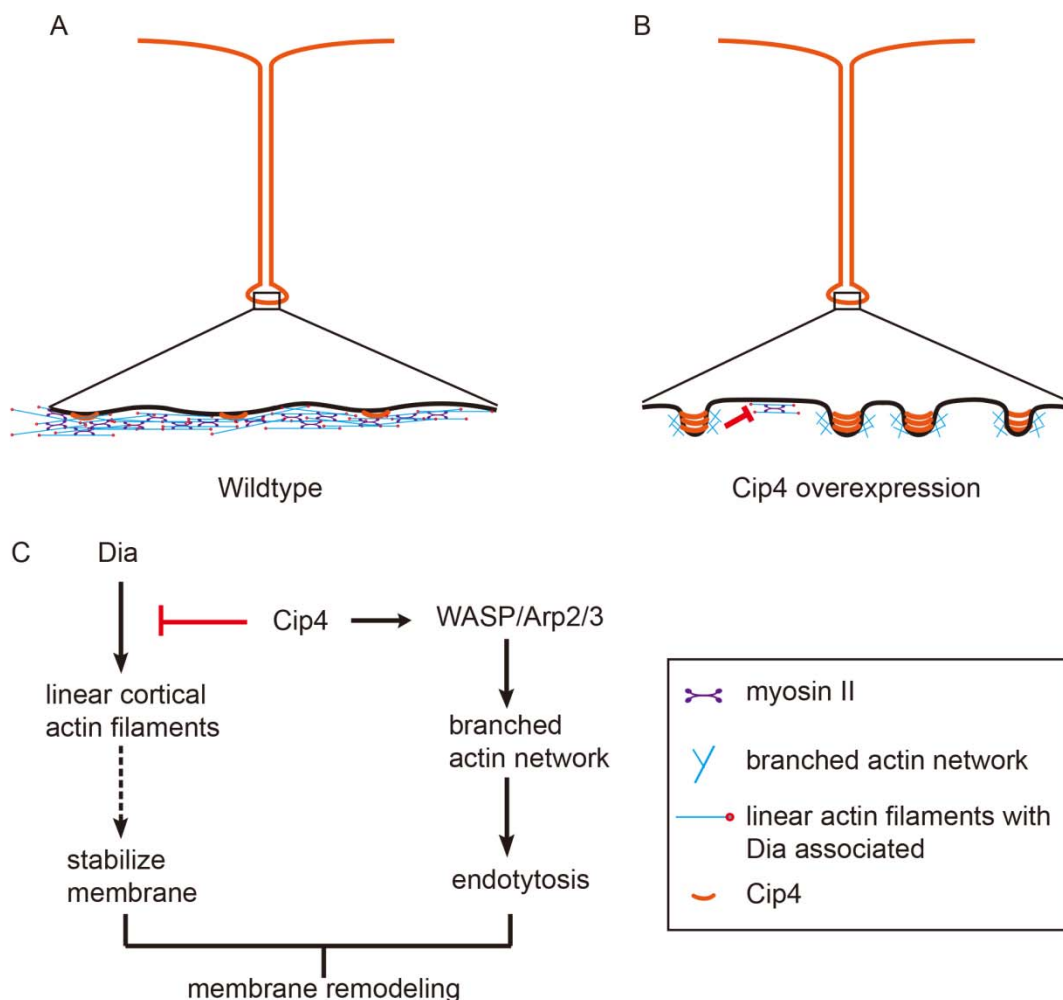 A
B
Wildtype
Cip4 overexpression
C
Dia
Cip4
WASP/Arp2/3
linear cortical
actin filaments
branched
actin network
stabilize
membrane
endotytosis
membrane remodeling
myosin II
branched actin network
linear actin filaments with
Dia associated
Cip4